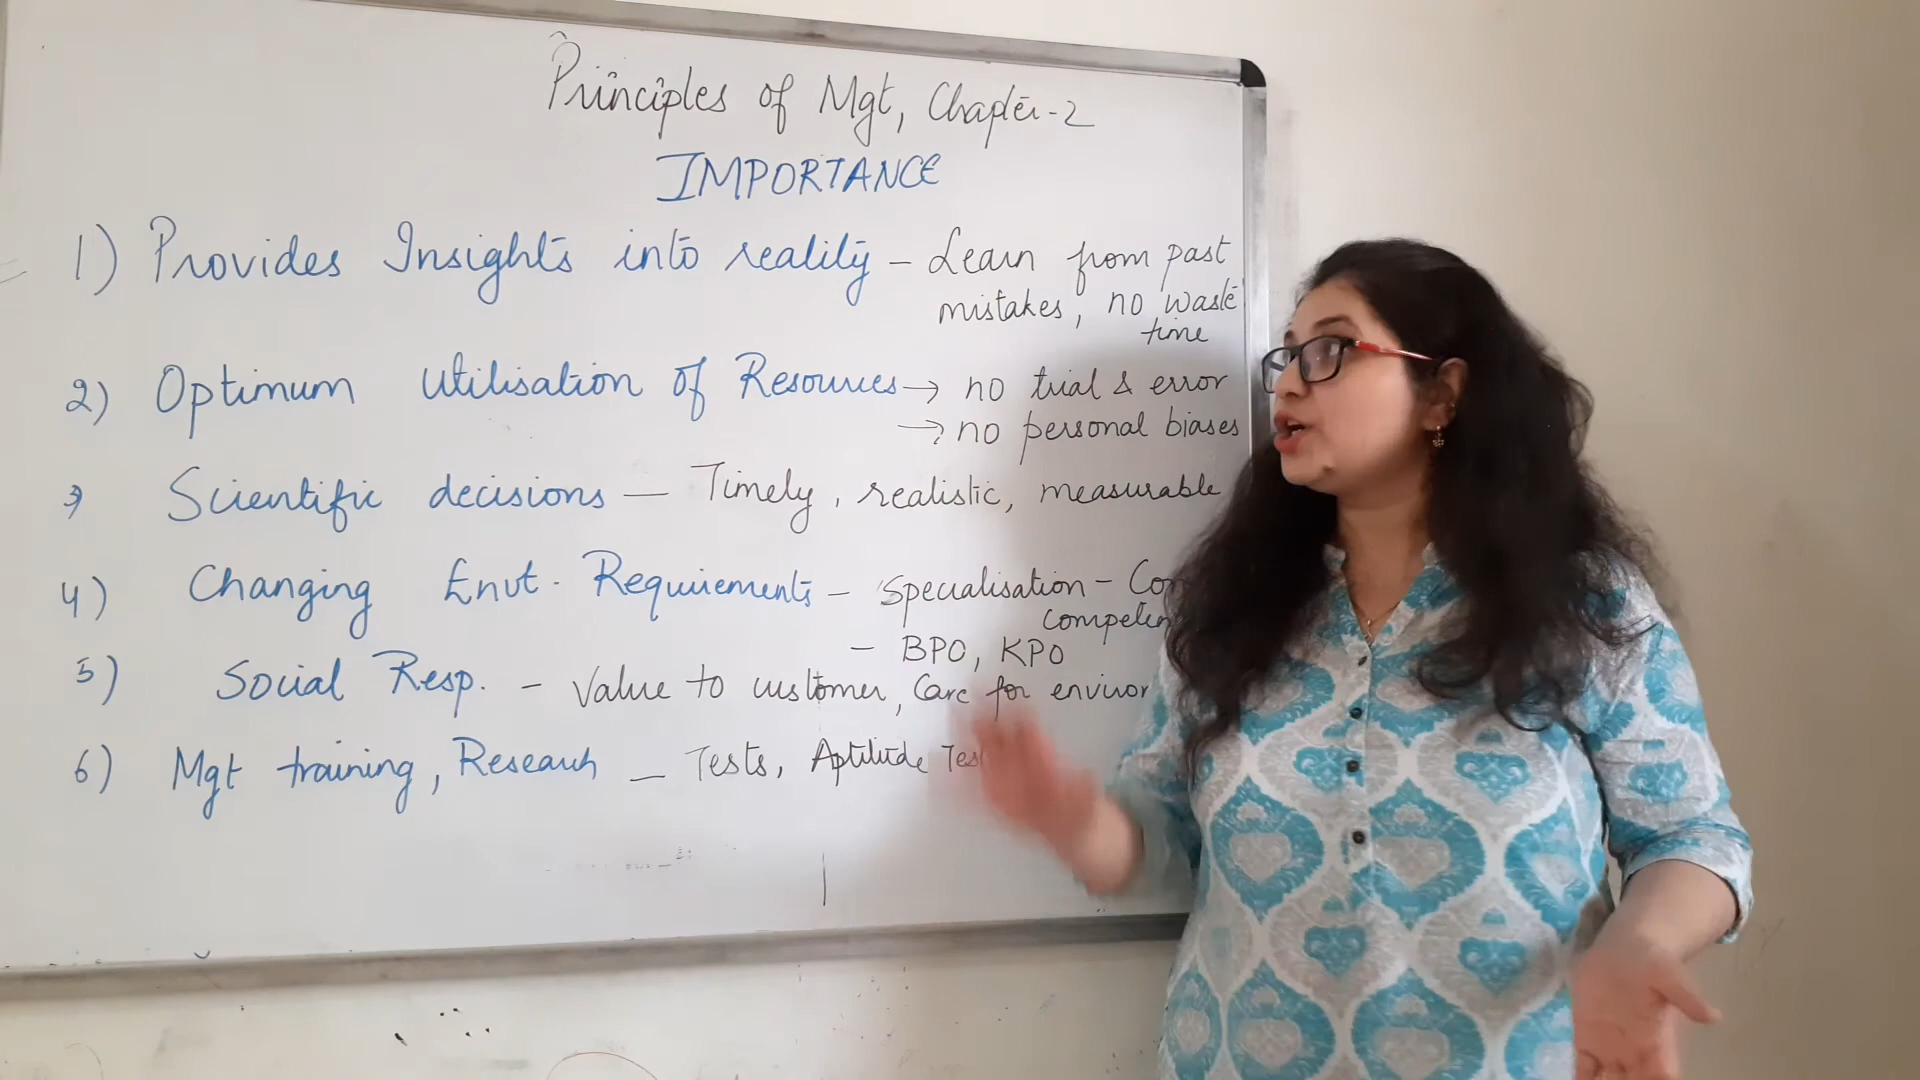 Principles of Mgt, Chapter-2
IMPORTANCE
1) Provides Insights into reality - Learn from past
mistakes, no waste
time
2) Optimum Utilisation of Resources → no trial & error
→ no personal biases
3) Scientific decisions — Timely, realistic, measurable
4) Changing Envt. Requirements - Specialisation -
- BPO, KPO
5) Social Resp. - Value to customer, Care for
6) Mgt training, Research - Tests, Aptitude